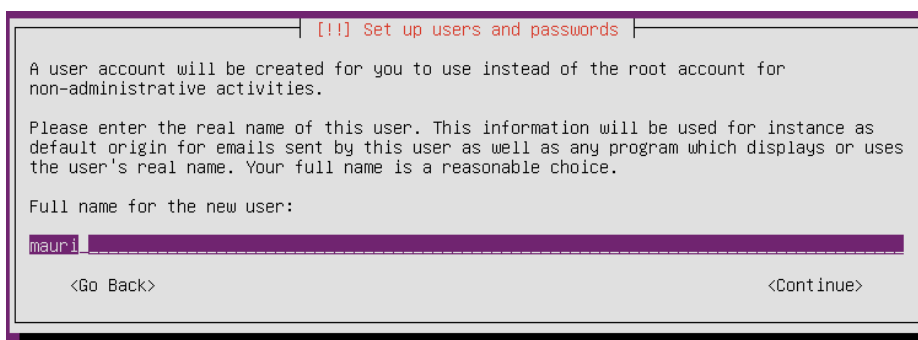 [!!] Set up users and passwords
A user account will be created for you to use instead of the root account for
non-administrative activities.
Please enter the real name of this user. This information will be used for instance as
default origin for emails sent by this user as well as any program which displays or uses
the user's real name. Your full name is a reasonable choice.
Full name for the new user:
mauri
<Go Back> <Continue>